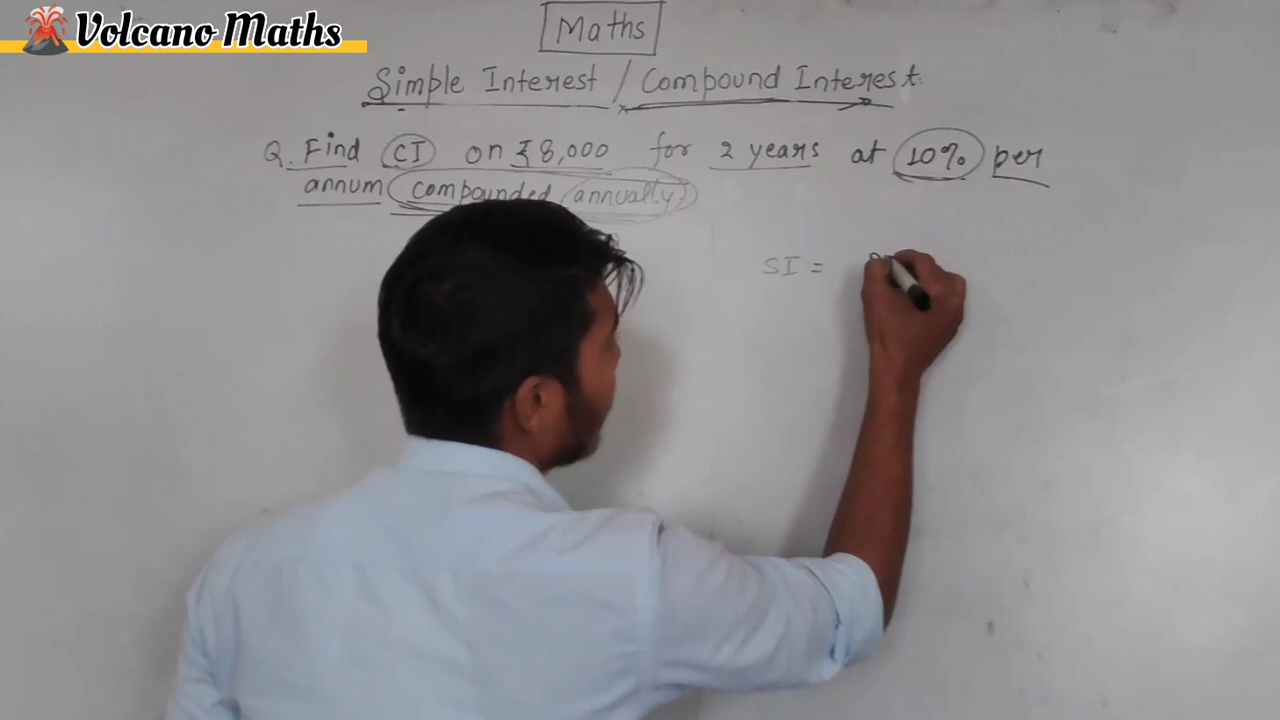 Volcano Maths
Maths
Simple Interest / Compound Interest.
Q. Find CI on ₹8,000 for 2 years at 10% per
annum compounded annually.
SI =